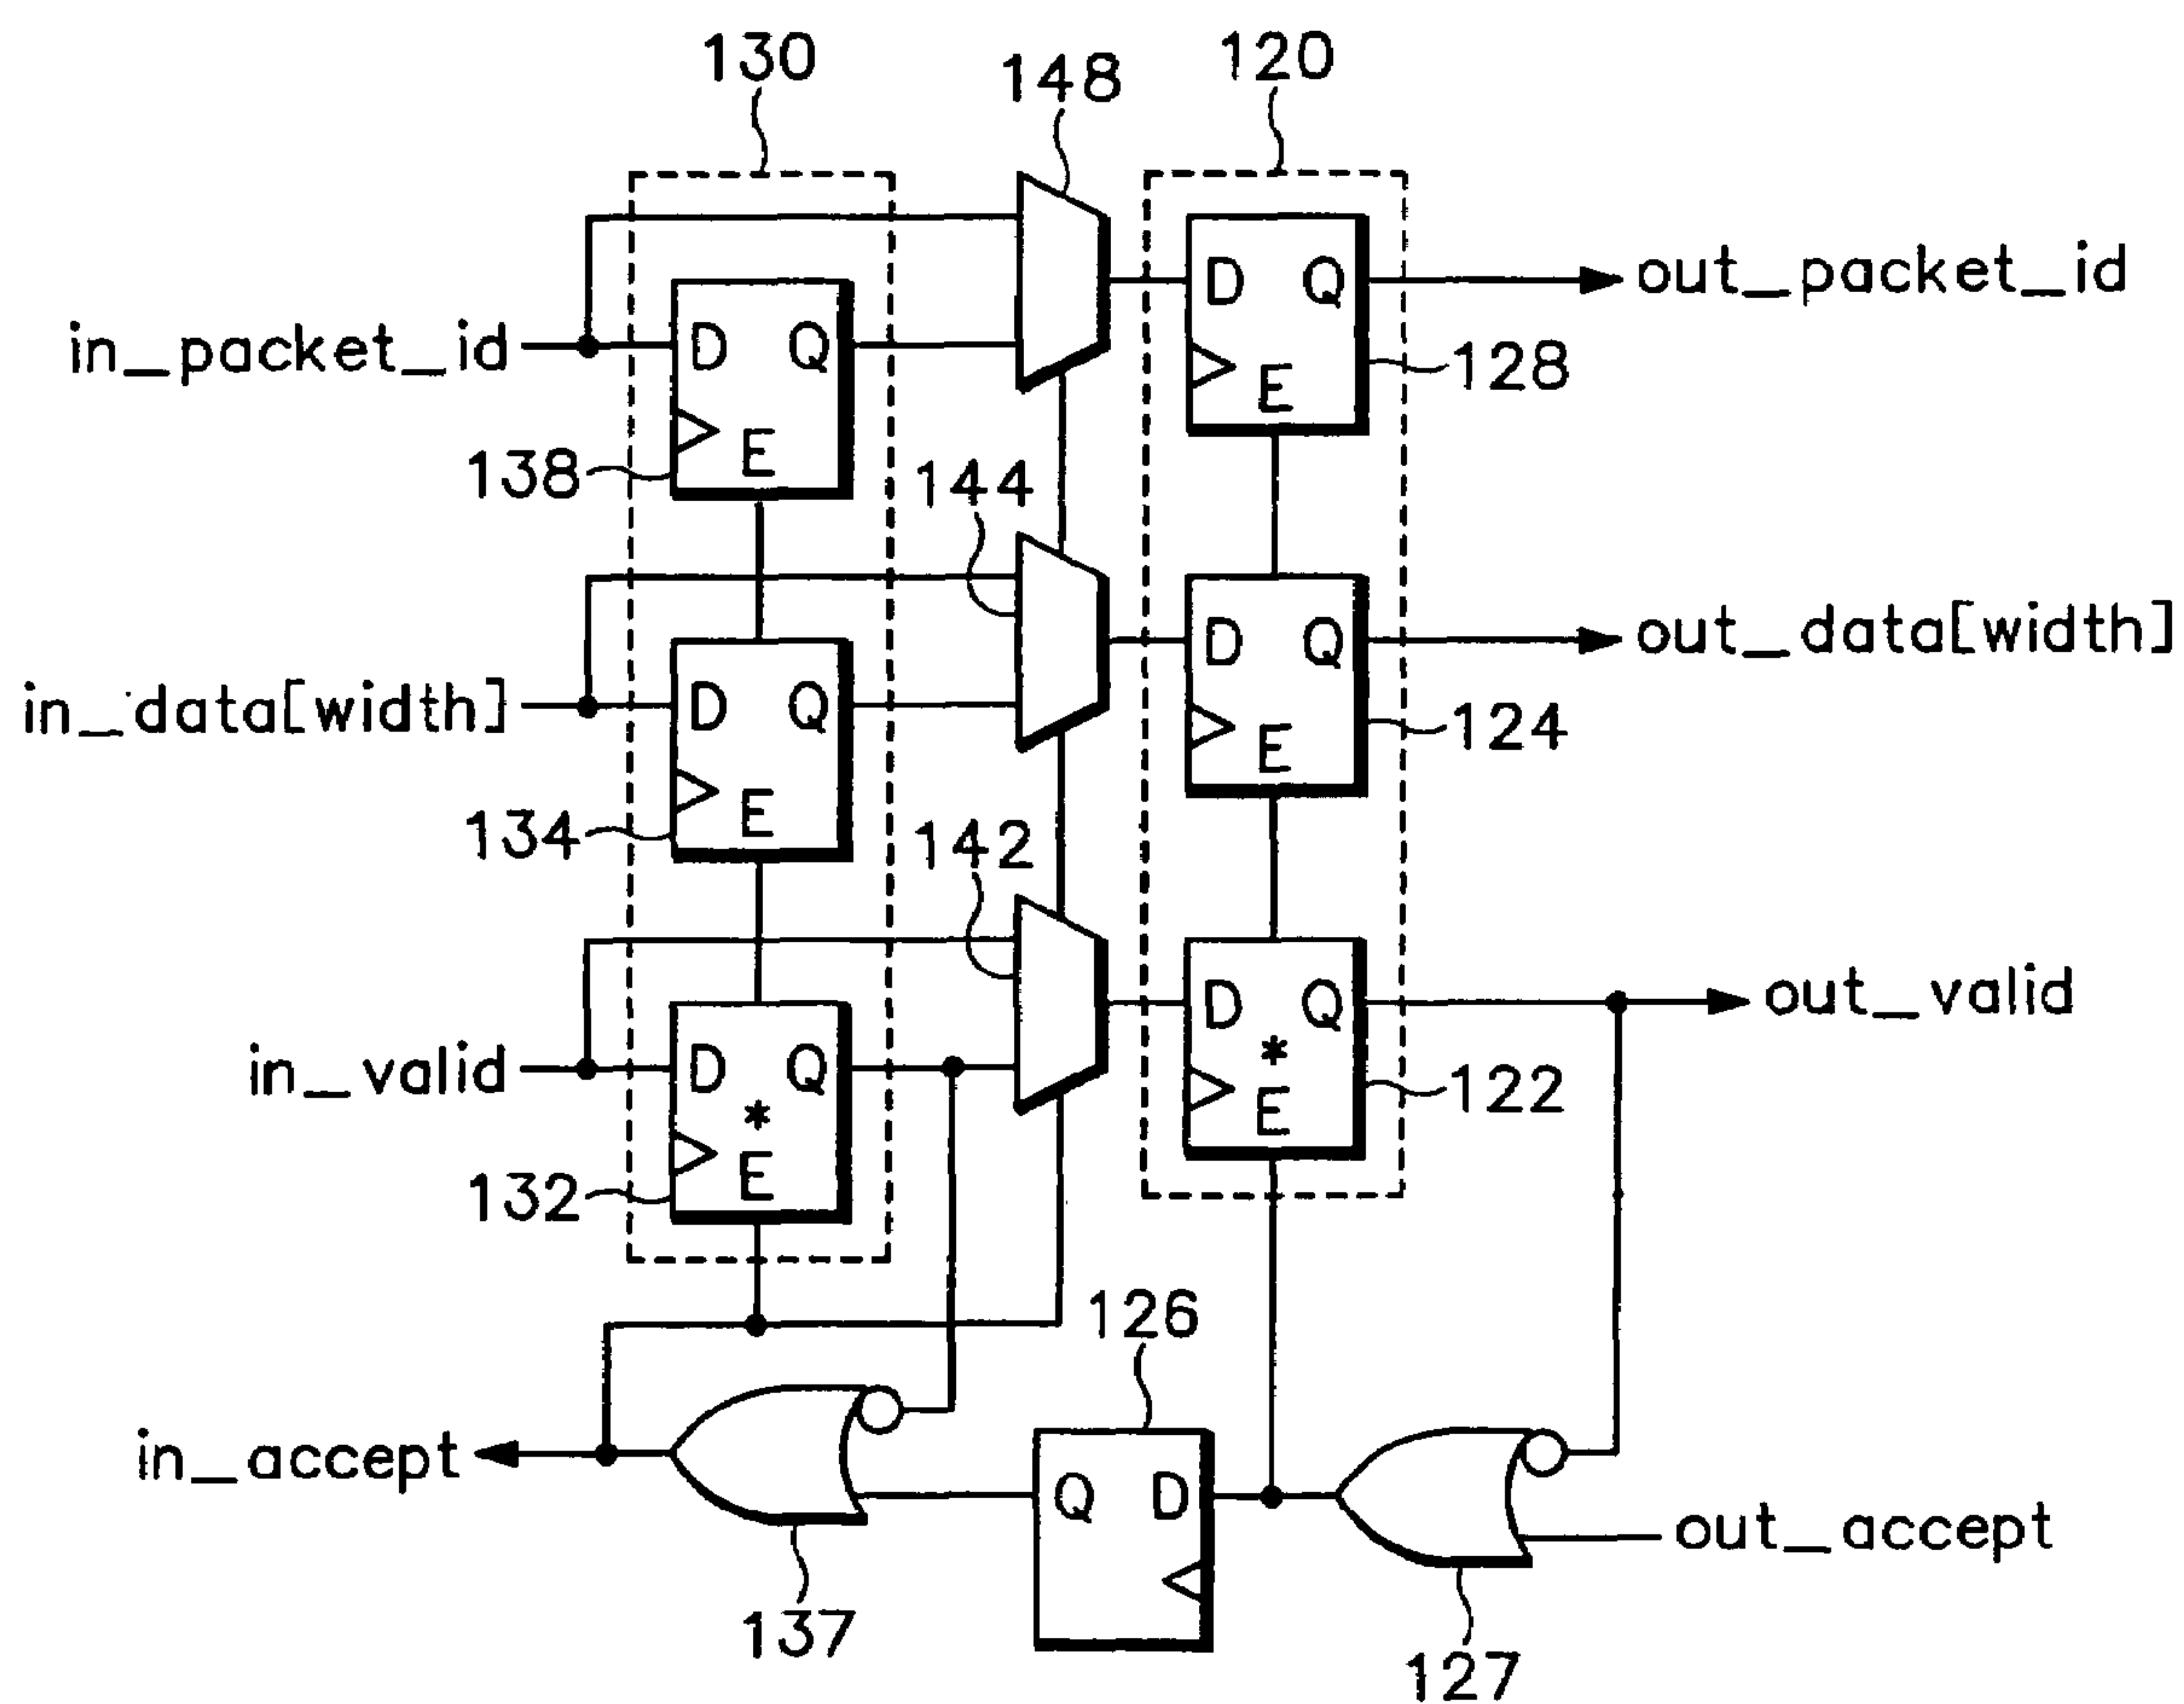 130
148
120
in_packet_id
D Q
E
138
D Q
E
128
out_packet_id
144
in_data[width]
D Q
E
134
D Q
E
124
out_data[width]
142
in_valid
D Q
*
E
132
D Q
*
E
122
out_valid
126
in_accept
137
Q D
127
out_accept